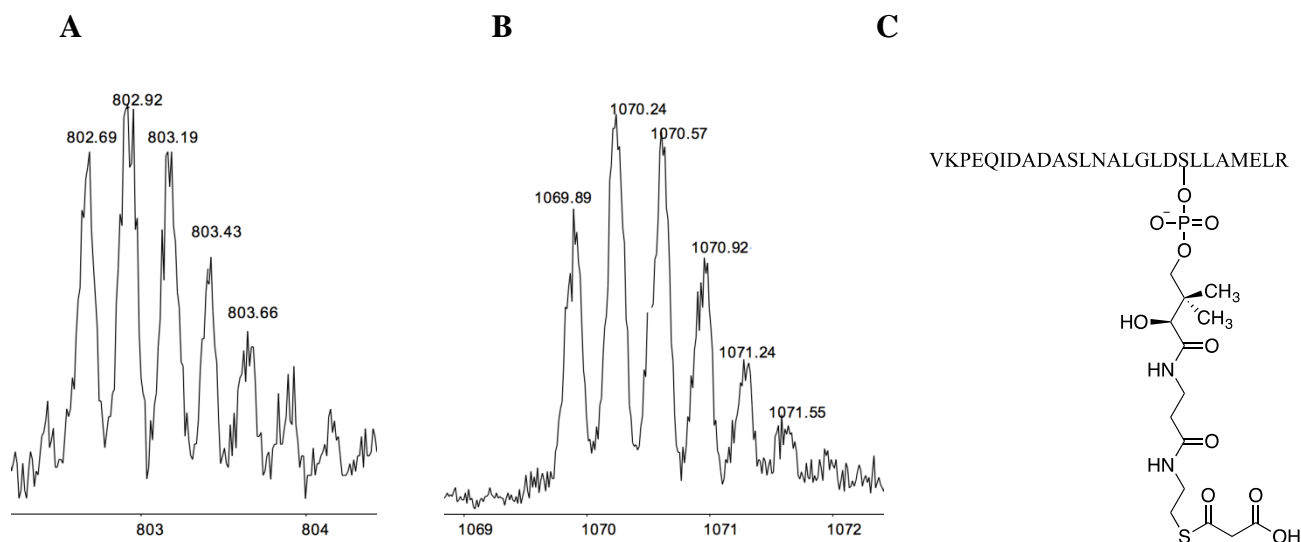 A
B
C
802.69
802.92
803.19
803.43
803.66
803
804
1069.89
1070.24
1070.57
1070.92
1071.24
1071.55
1069
1070
1071
1072
VKPEQIDADASLNALGLDSLLAMELR
O
O⁻ P O
O
CH₃
HO CH₃
O
HN
O
HN
O O
S OH